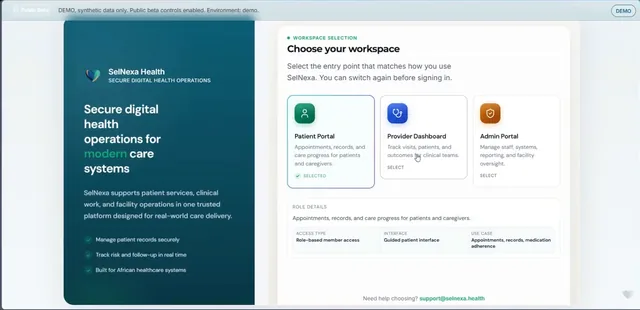 DEMO, synthetic data only. Public beta controls enabled. Environment: demo.
DEMO
SelNexa Health
SECURE DIGITAL HEALTH OPERATIONS
Secure digital
health
operations for
modern care
systems
SelNexa supports patient services, clinical
work, and facility operations in one trusted
platform designed for real-world care delivery.
Manage patient records securely
Track risk and follow-up in real time
Built for African healthcare systems
WORKSPACE SELECTION
Choose your workspace
Select the entry point that matches how you use
SelNexa. You can switch again before signing in.
Patient Portal
Appointments, records, and
care progress for patients
and caregivers.
SELECTED
Provider Dashboard
Track visits, patients, and
outcomes for clinical teams.
SELECT
Admin Portal
Manage staff, systems,
reporting, and facility
oversight.
SELECT
ROLE DETAILS
Appointments, records, and care progress for patients and caregivers.
ACCESS TYPE
Role-based member access
INTERFACE
Guided patient interface
USE CASE
Appointments, records, medication
adherence
Need help choosing? support@selnexa.health